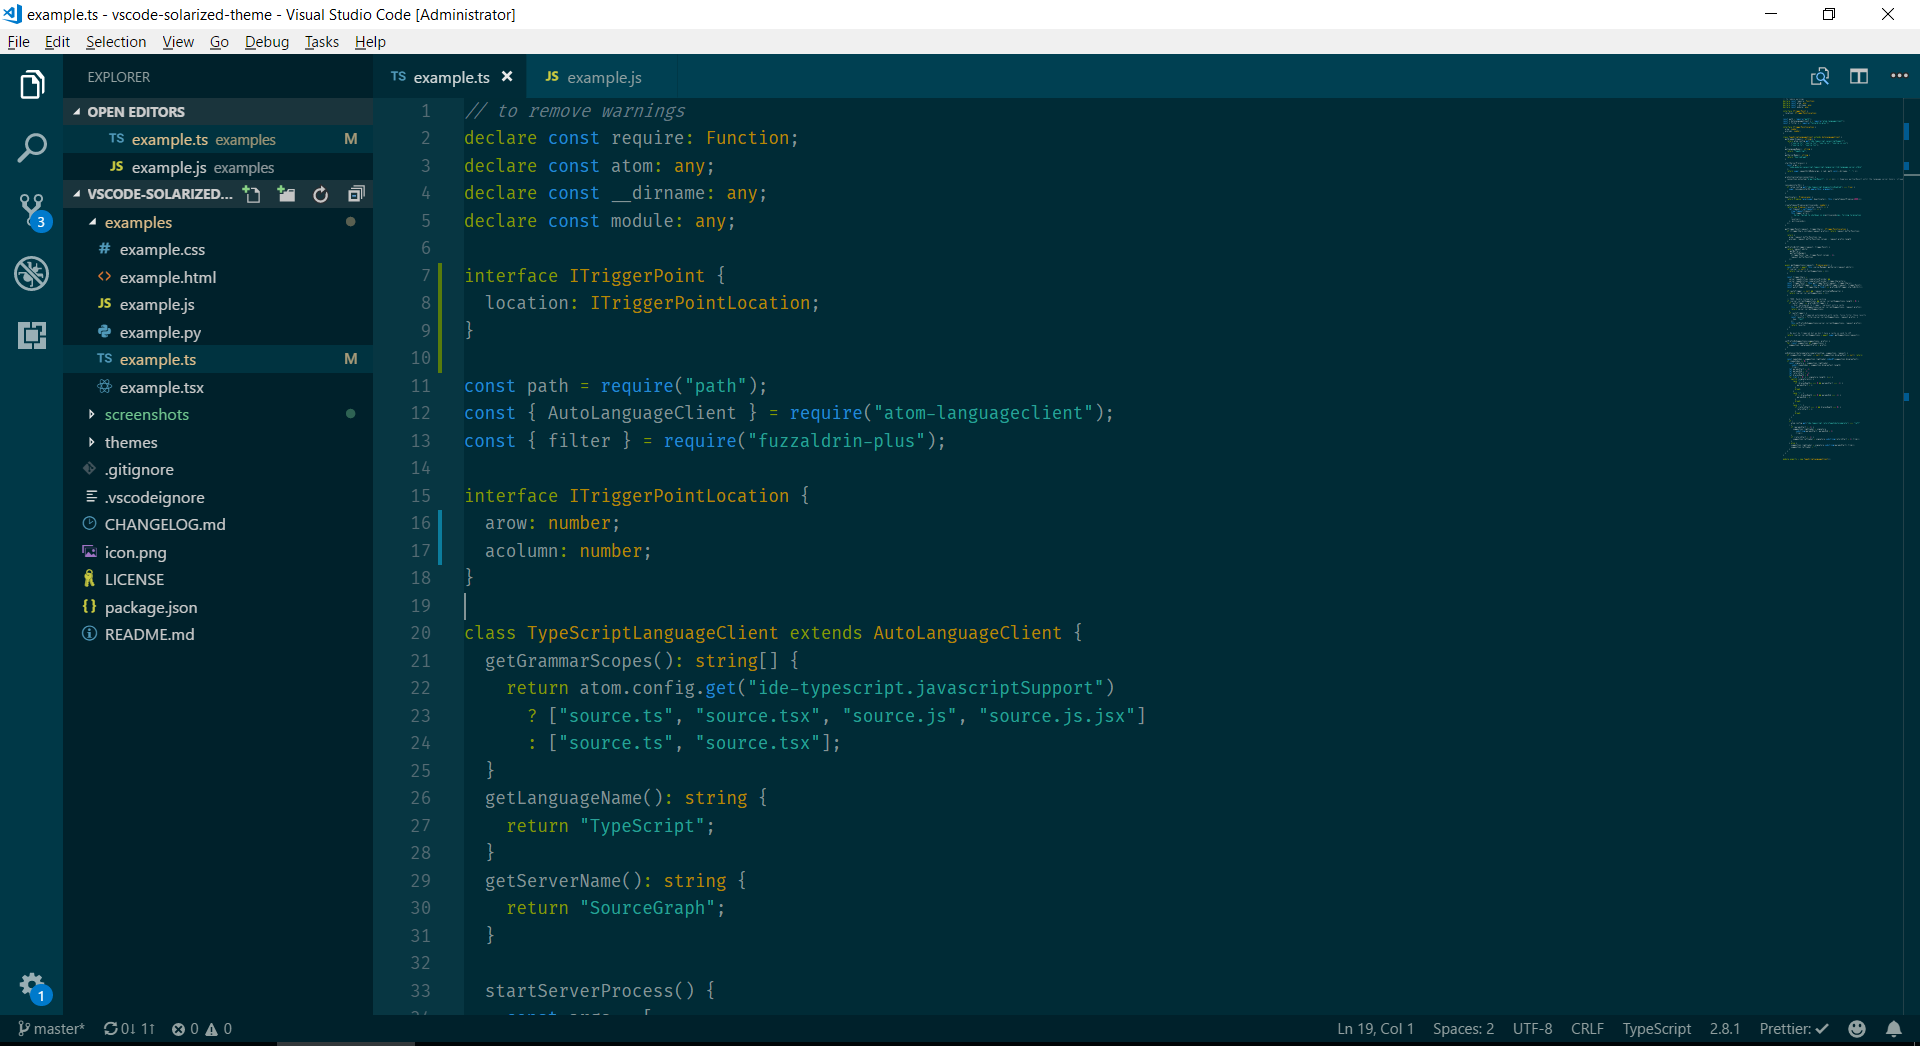 example.ts - vscode-solarized-theme - Visual Studio Code [Administrator]
File Edit Selection View Go Debug Tasks Help
EXPLORER
OPEN EDITORS
TS example.ts examples M
JS example.js examples
VSCODE-SOLARIZED...
examples
# example.css
<> example.html
JS example.js
example.py
TS example.ts M
example.tsx
screenshots
themes
.gitignore
.vscodeignore
CHANGELOG.md
icon.png
LICENSE
{} package.json
README.md
3
1
TS example.ts × JS example.js
1 // to remove warnings
2 declare const require: Function;
3 declare const atom: any;
4 declare const __dirname: any;
5 declare const module: any;
6
7 interface ITriggerPoint {
8   location: ITriggerPointLocation;
9 }
10
11 const path = require("path");
12 const { AutoLanguageClient } = require("atom-languageclient");
13 const { filter } = require("fuzzaldrin-plus");
14
15 interface ITriggerPointLocation {
16   arow: number;
17   acolumn: number;
18 }
19
20 class TypeScriptLanguageClient extends AutoLanguageClient {
21   getGrammarScopes(): string[] {
22     return atom.config.get("ide-typescript.javascriptSupport")
23       ? ["source.ts", "source.tsx", "source.js", "source.js.jsx"]
24       : ["source.ts", "source.tsx"];
25   }
26   getLanguageName(): string {
27     return "TypeScript";
28   }
29   getServerName(): string {
30     return "SourceGraph";
31   }
32
33   startServerProcess() {
master* 0↓ 1↑ 0 0 Ln 19, Col 1 Spaces: 2 UTF-8 CRLF TypeScript 2.8.1 Prettier: ✓